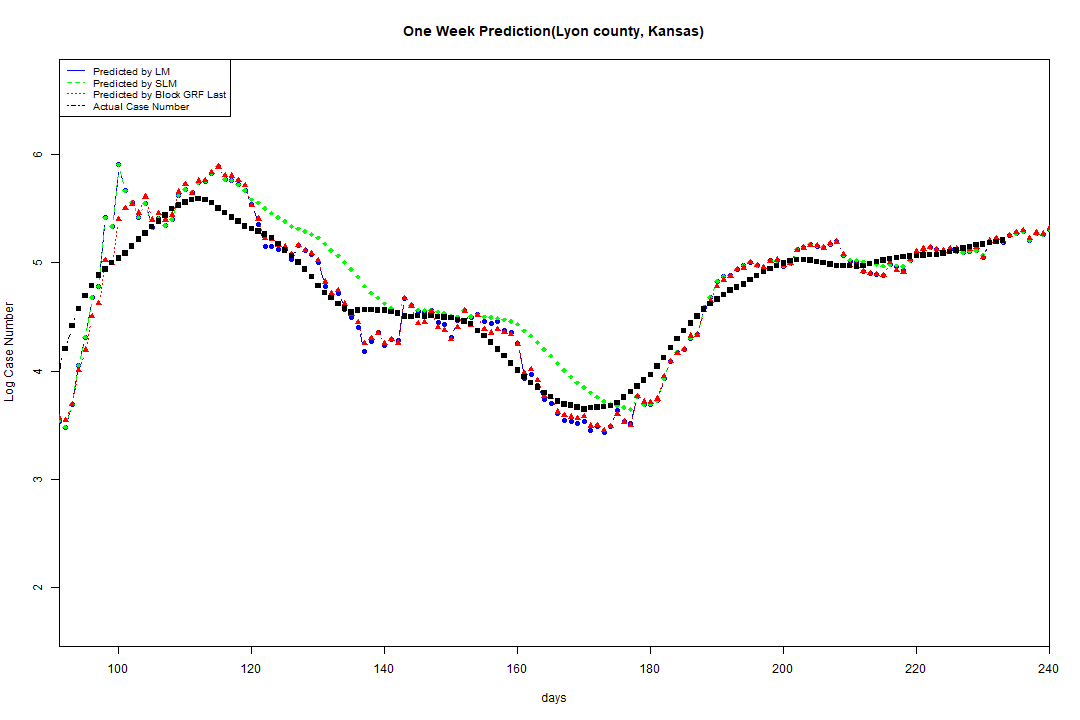 One Week Prediction(Lyon county, Kansas)
Predicted by LM
Predicted by SLM
Predicted by Block GRF Last
Actual Case Number
6
5
4
3
2
Log Case Number
100 120 140 160 180 200 220 240
days